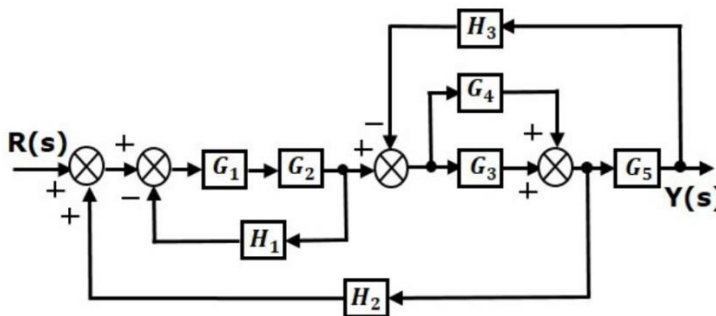 H3
G4
R(s)
+
+
+
+
−
−
+
+
+
G1
G2
G3
G5
Y(s)
H1
H2